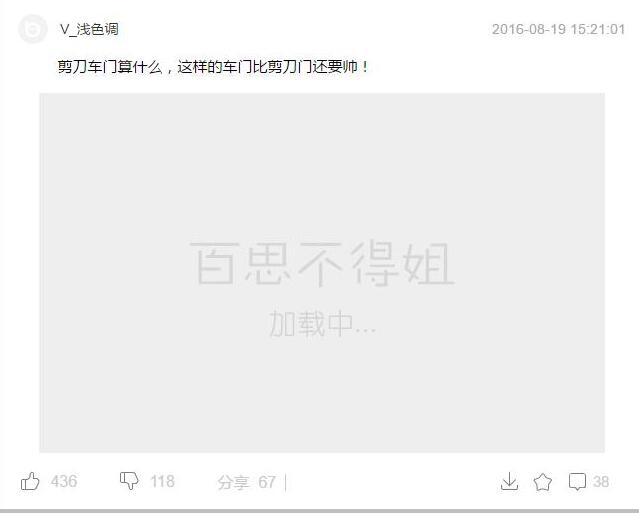 V_浅色调
2016-08-19 15:21:01
剪刀车门算什么，这样的车门比剪刀门还要帅！
百思不得姐
加载中...
436
118
分享 67
38